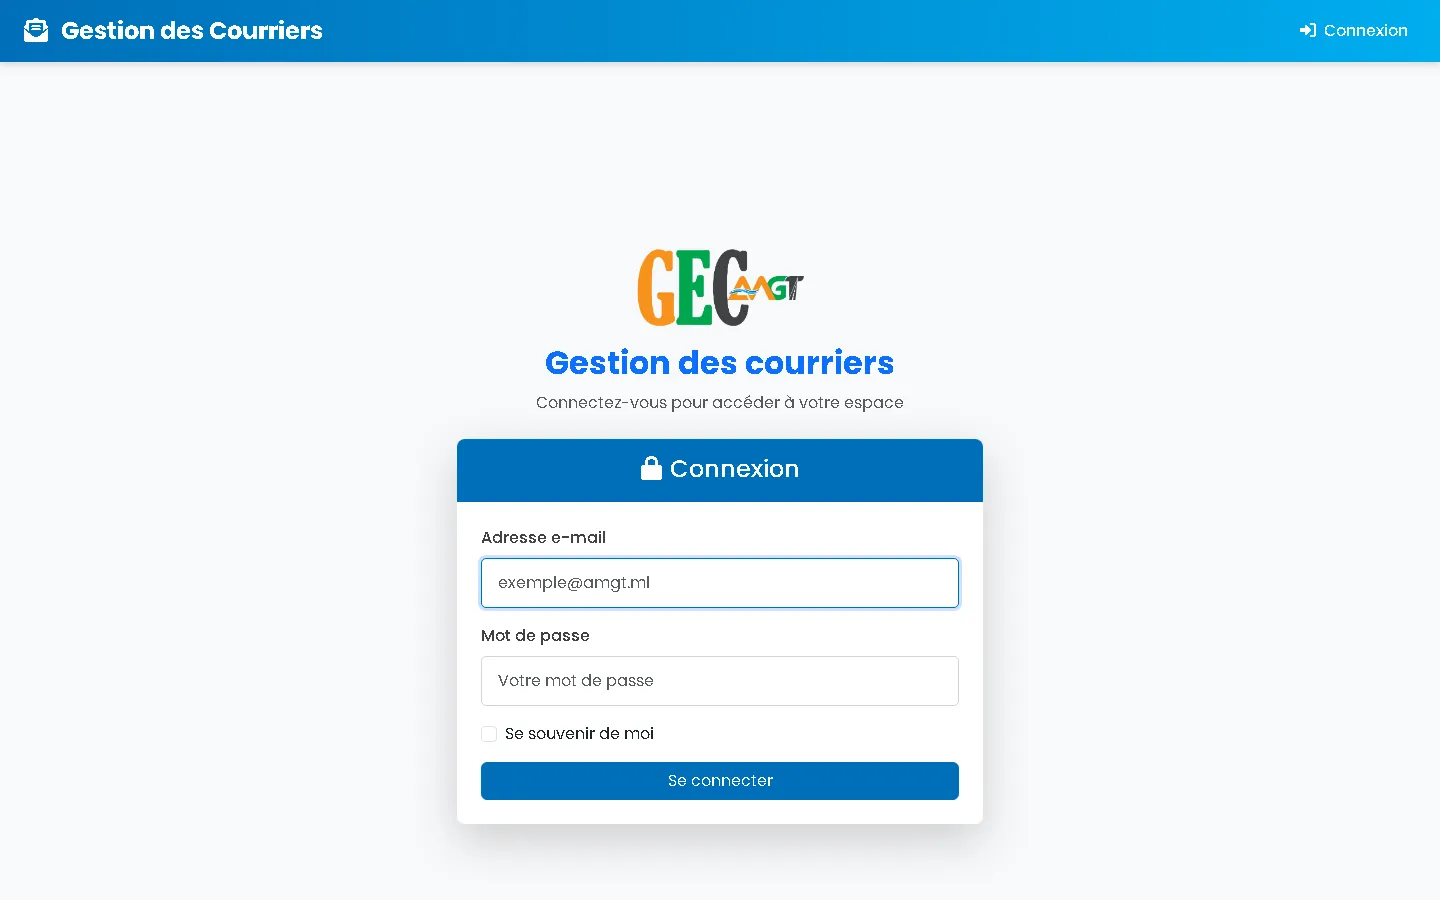 Gestion des Courriers
Connexion
GEC AMGT
Gestion des courriers
Connectez-vous pour accéder à votre espace
Connexion
Adresse e-mail
exemple@amgt.ml
Mot de passe
Votre mot de passe
Se souvenir de moi
Se connecter